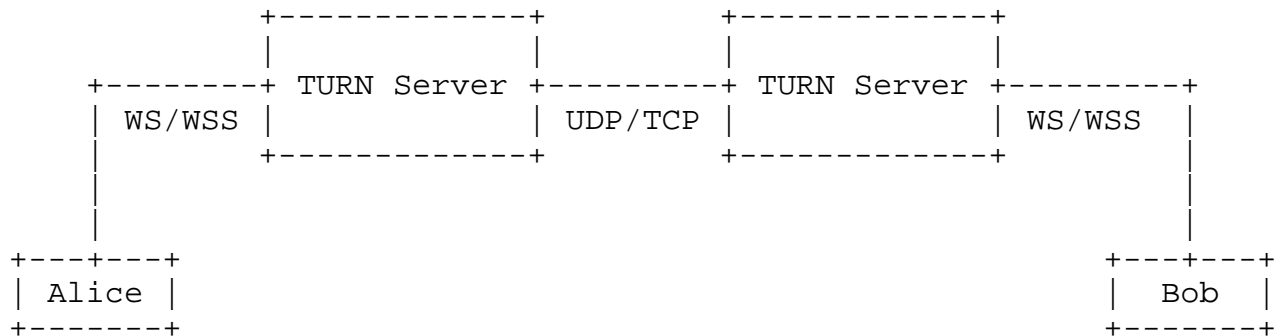 TURN Server TURN Server
WS/WSS UDP/TCP WS/WSS
Alice Bob